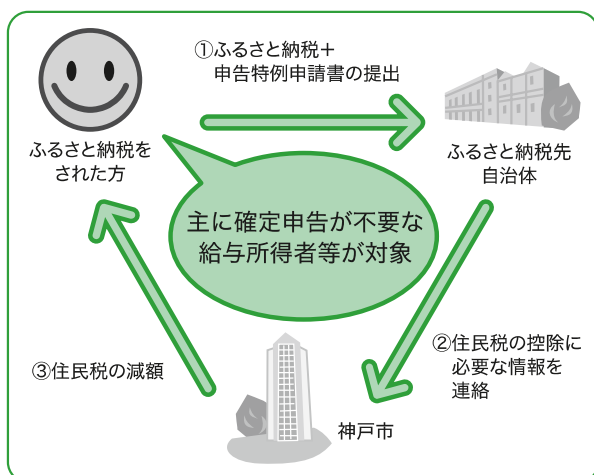 ①ふるさと納税＋
申告特例申請書の提出
ふるさと納税を
された方
ふるさと納税先
自治体
主に確定申告が不要な
給与所得者等が対象
②住民税の控除に
必要な情報を
連絡
③住民税の減額
神戸市